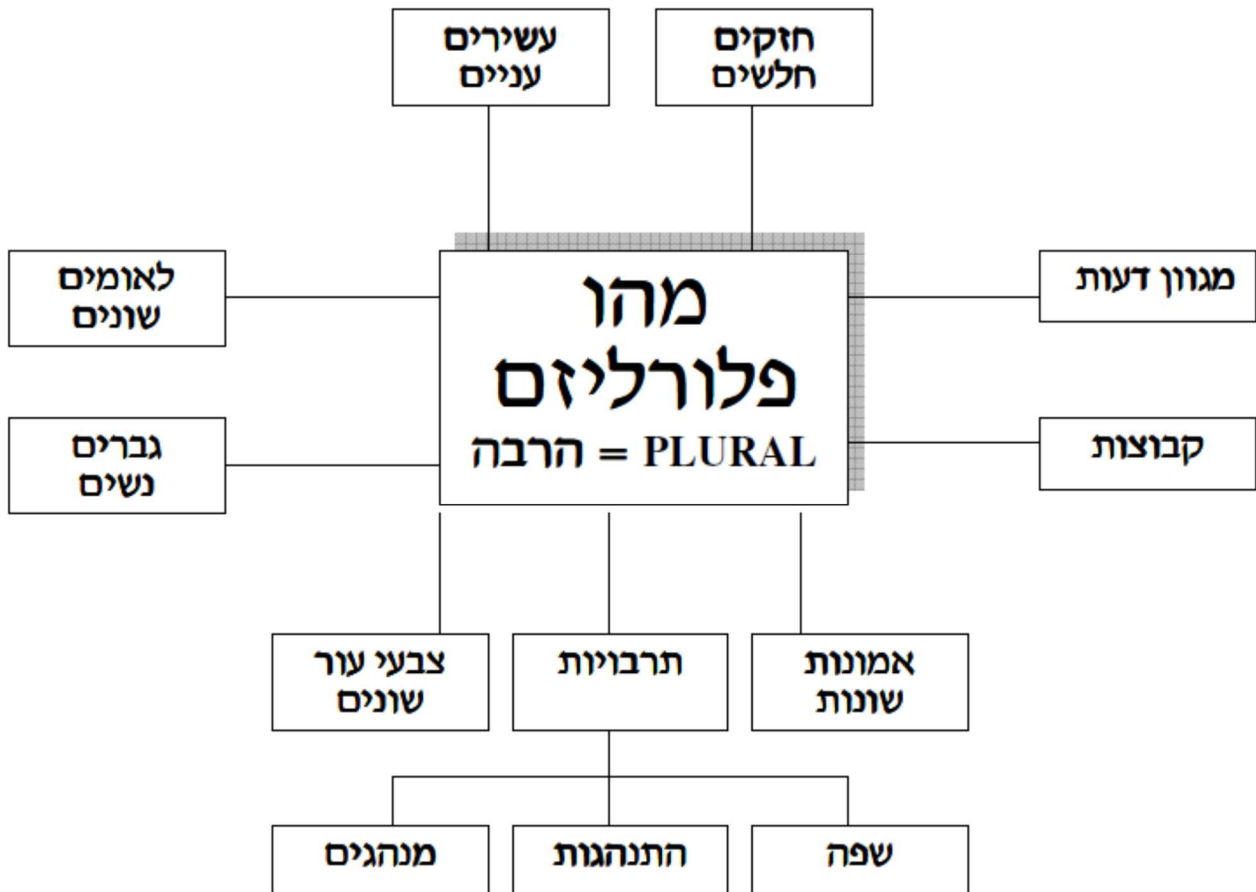 חזקים
חלשים
עשירים
עניים
מהו
פלורליזם
PLURAL = הרבה
מגוון דעות
לאומים
שונים
קבוצות
גברים
נשים
אמונות
שונות
תרבויות
צבעי עור
שונים
שפה
התנהגות
מנהגים